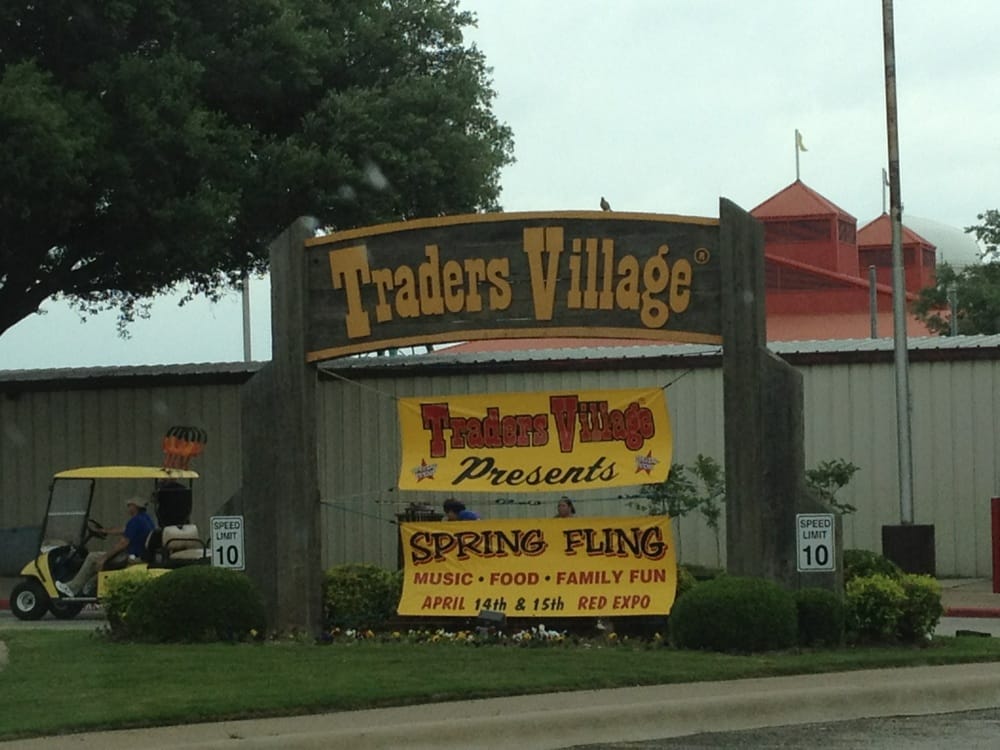 Traders Village ®
Traders Village
Presents
SPRING FLING
MUSIC • FOOD • FAMILY FUN
APRIL 14th & 15th RED EXPO
SPEED
LIMIT
10
SPEED
LIMIT
10